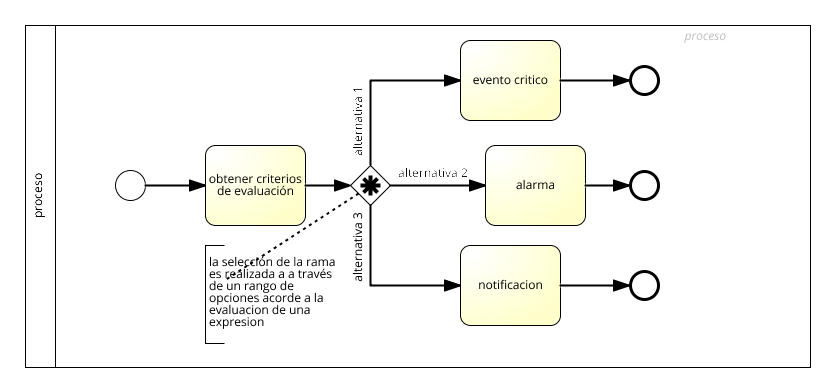 proceso
proceso
evento critico
alternativa 1
obtener criterios
de evaluación
alternativa 2
alarma
alternativa 3
la selección de la rama
es realizada a a través
de un rango de
opciones acorde a la
evaluacion de una
expresion
notificacion